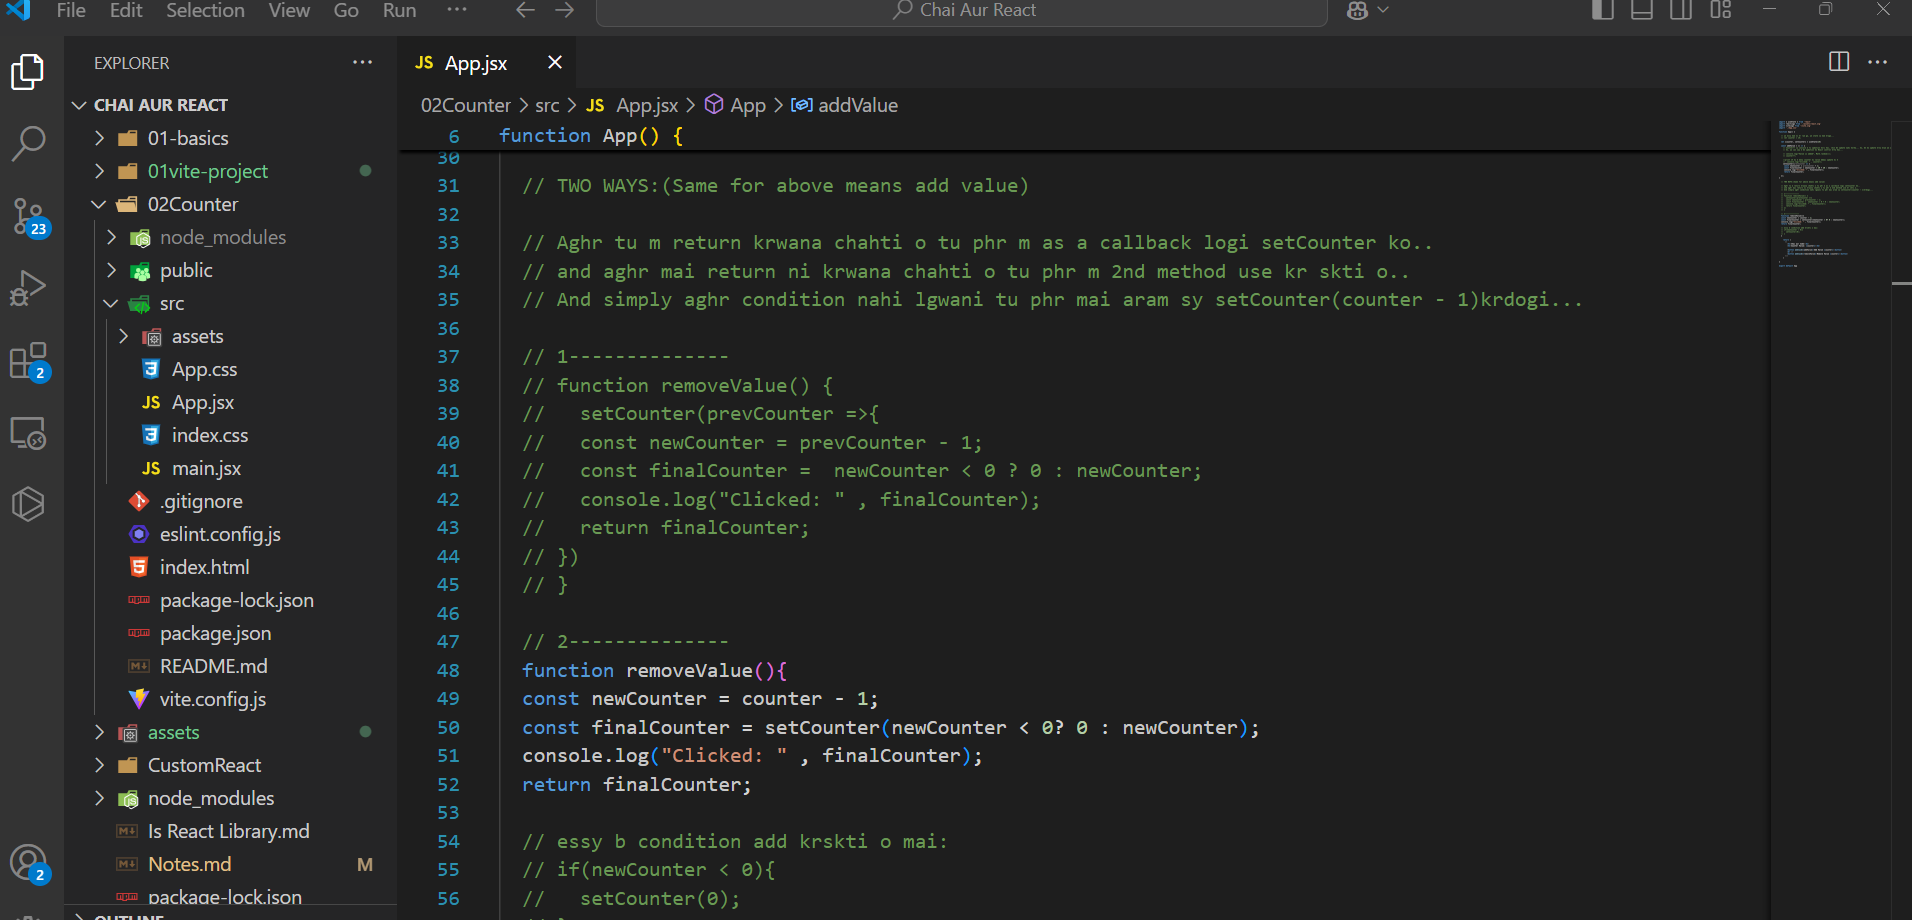 File Edit Selection View Go Run ···
Chai Aur React
EXPLORER
CHAI AUR REACT
01-basics
01vite-project
02Counter
node_modules
public
src
assets
App.css
App.jsx
index.css
main.jsx
.gitignore
eslint.config.js
index.html
package-lock.json
package.json
README.md
vite.config.js
assets
CustomReact
node_modules
Is React Library.md
Notes.md M
package-lock.json
OUTLINE
23
2
2
JS App.jsx
02Counter > src > JS App.jsx > App > addValue
6 function App() {
30
31 // TWO WAYS:(Same for above means add value)
32
33 // Aghr tu m return krwana chahti o tu phr m as a callback logi setCounter ko..
34 // and aghr mai return ni krwana chahti o tu phr m 2nd method use kr skti o..
35 // And simply aghr condition nahi lgwani tu phr mai aram sy setCounter(counter - 1)krdogi...
36
37 // 1--------------
38 // function removeValue() {
39 //   setCounter(prevCounter =>{
40 //   const newCounter = prevCounter - 1;
41 //   const finalCounter =  newCounter < 0 ? 0 : newCounter;
42 //   console.log("Clicked: " , finalCounter);
43 //   return finalCounter;
44 // })
45 // }
46
47 // 2--------------
48 function removeValue(){
49 const newCounter = counter - 1;
50 const finalCounter = setCounter(newCounter < 0? 0 : newCounter);
51 console.log("Clicked: " , finalCounter);
52 return finalCounter;
53
54 // essy b condition add krskti o mai:
55 // if(newCounter < 0){
56 //   setCounter(0);